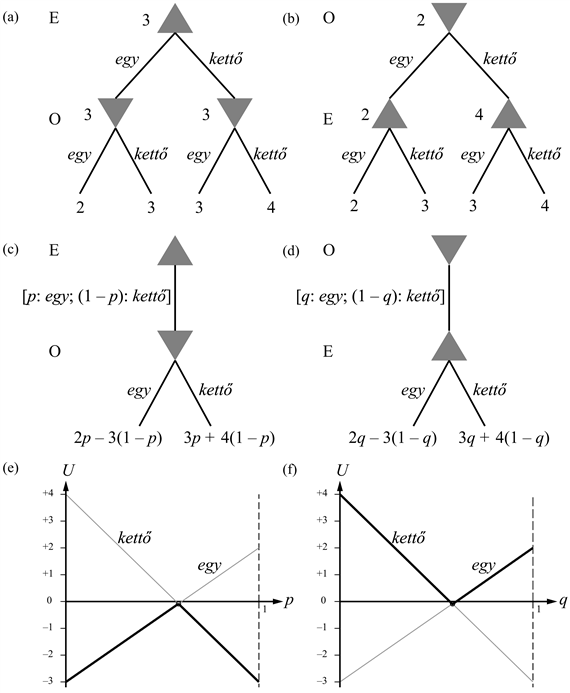 (a) E 3
egy kettő
O 3 3
egy kettő egy kettő
2 3 3 4
(b) O 2
egy kettő
E 2 4
egy kettő egy kettő
2 3 3 4
(c) E
[p: egy; (1 – p): kettő]
O
egy kettő
2p – 3(1 – p) 3p + 4(1 – p)
(d) O
[q: egy; (1 – q): kettő]
E
egy kettő
2q – 3(1 – q) 3q + 4(1 – q)
(e) U
+4
+3
+2
+1
0
–1
–2
–3
kettő
egy
1 p
(f) U
+4
+3
+2
+1
0
–1
–2
–3
kettő
egy
1 q